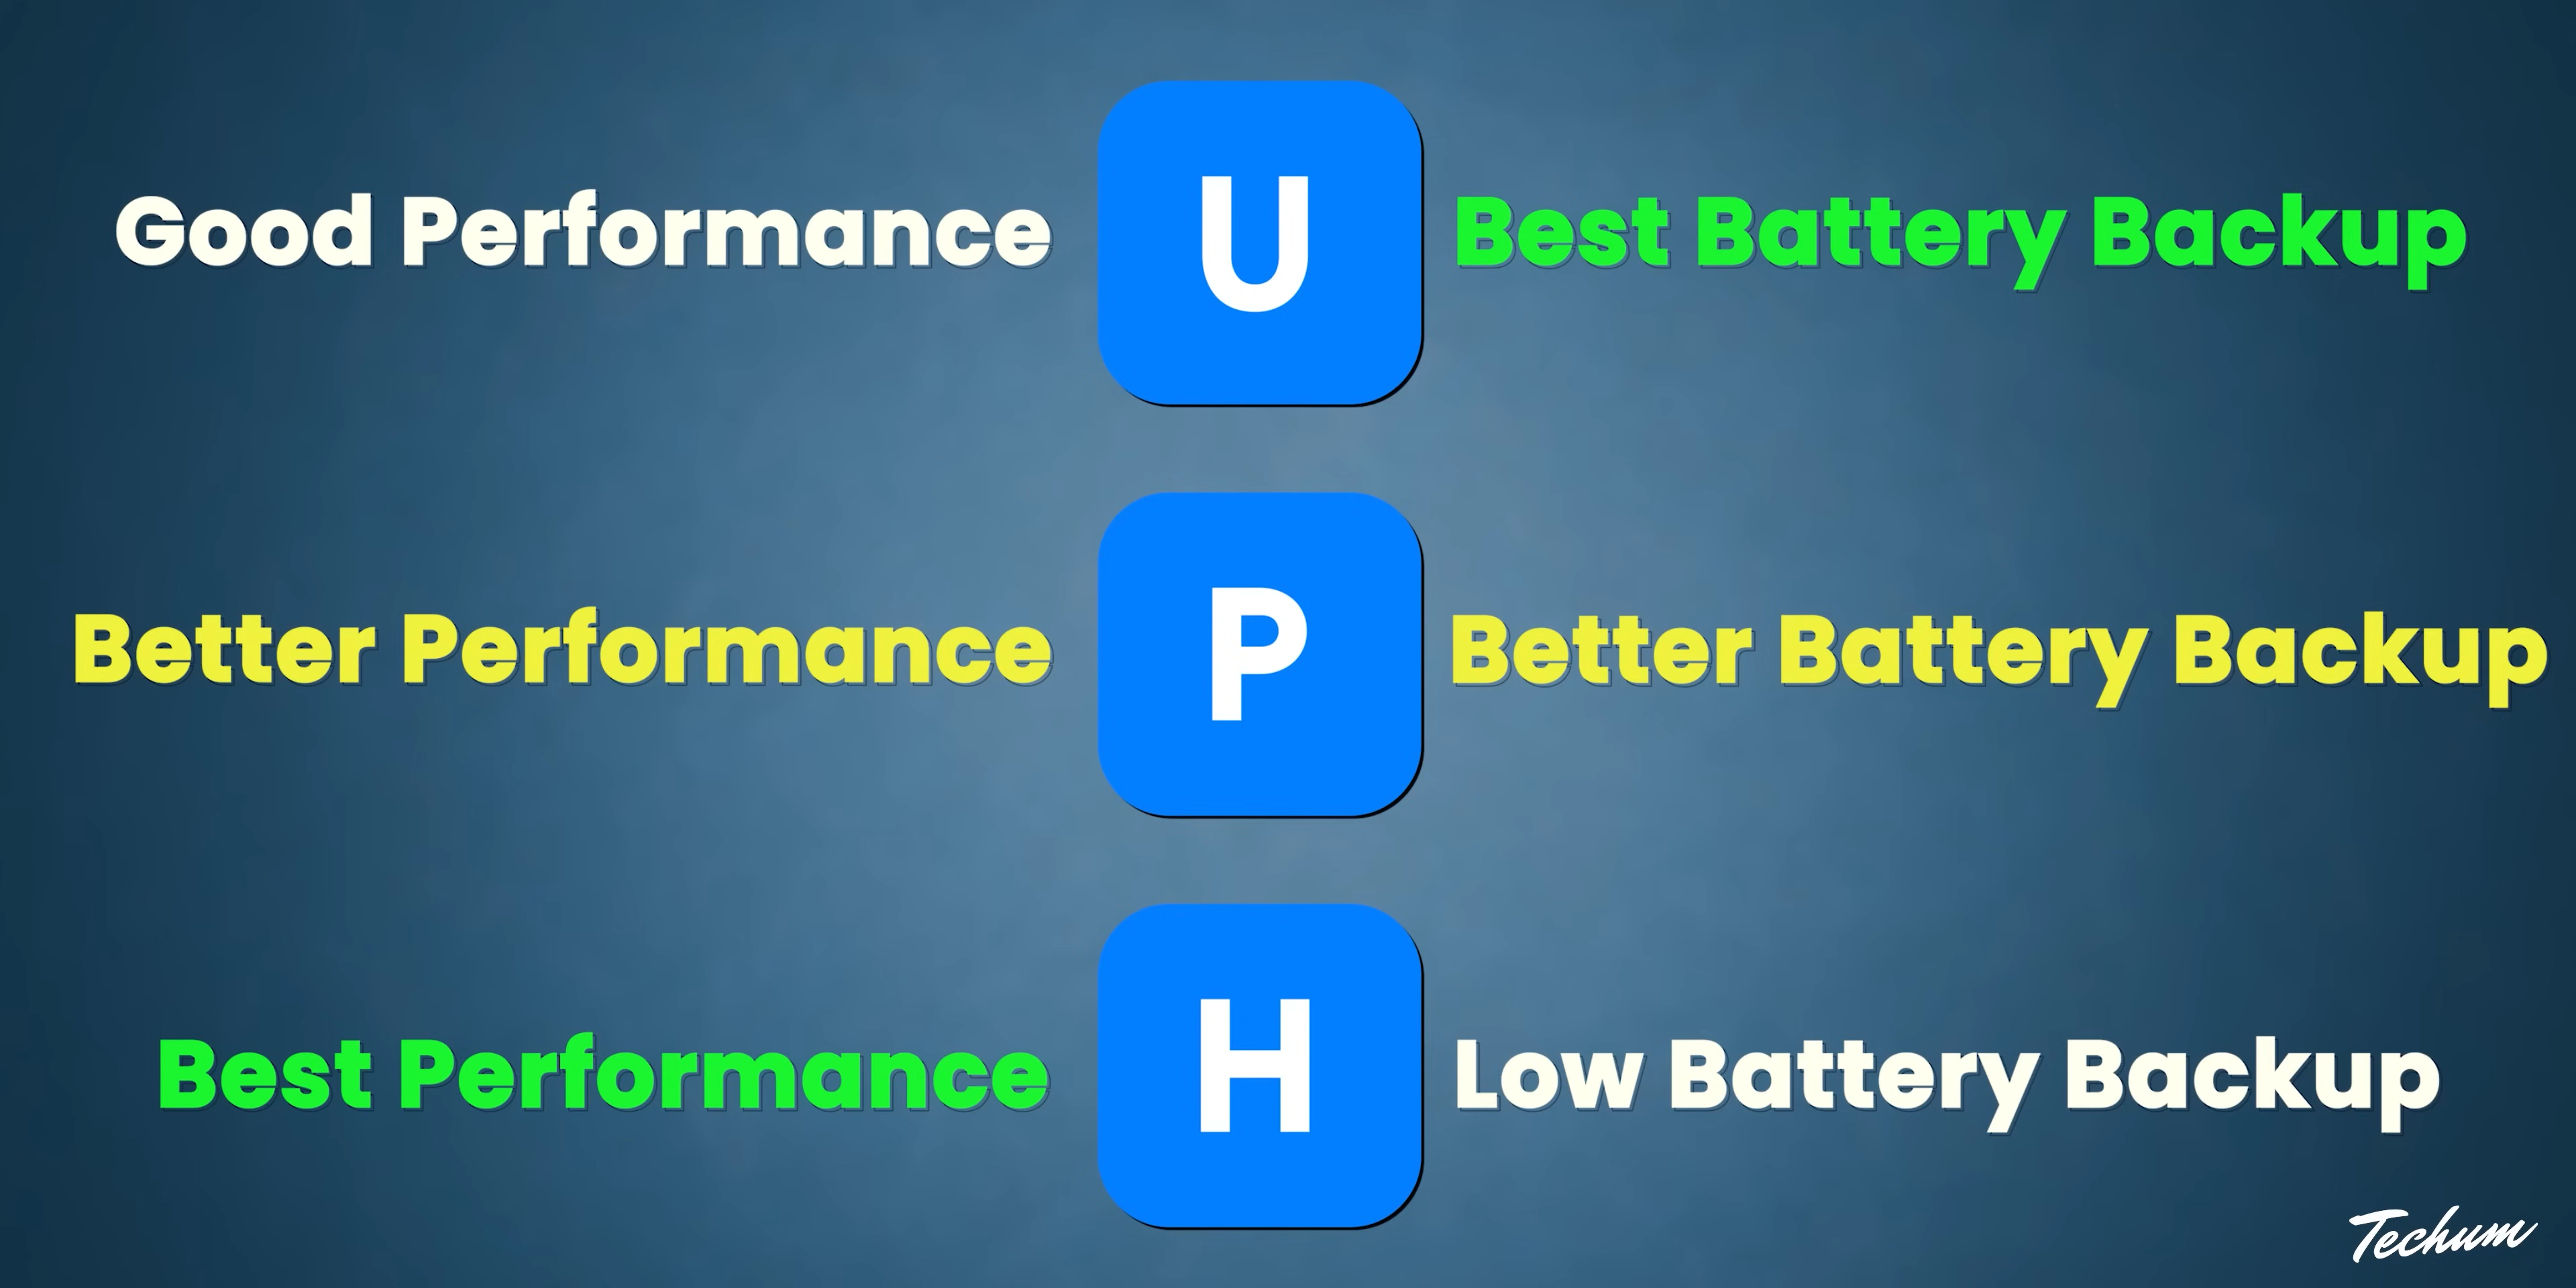 Good Performance U Best Battery Backup
Better Performance P Better Battery Backup
Best Performance H Low Battery Backup
Techum